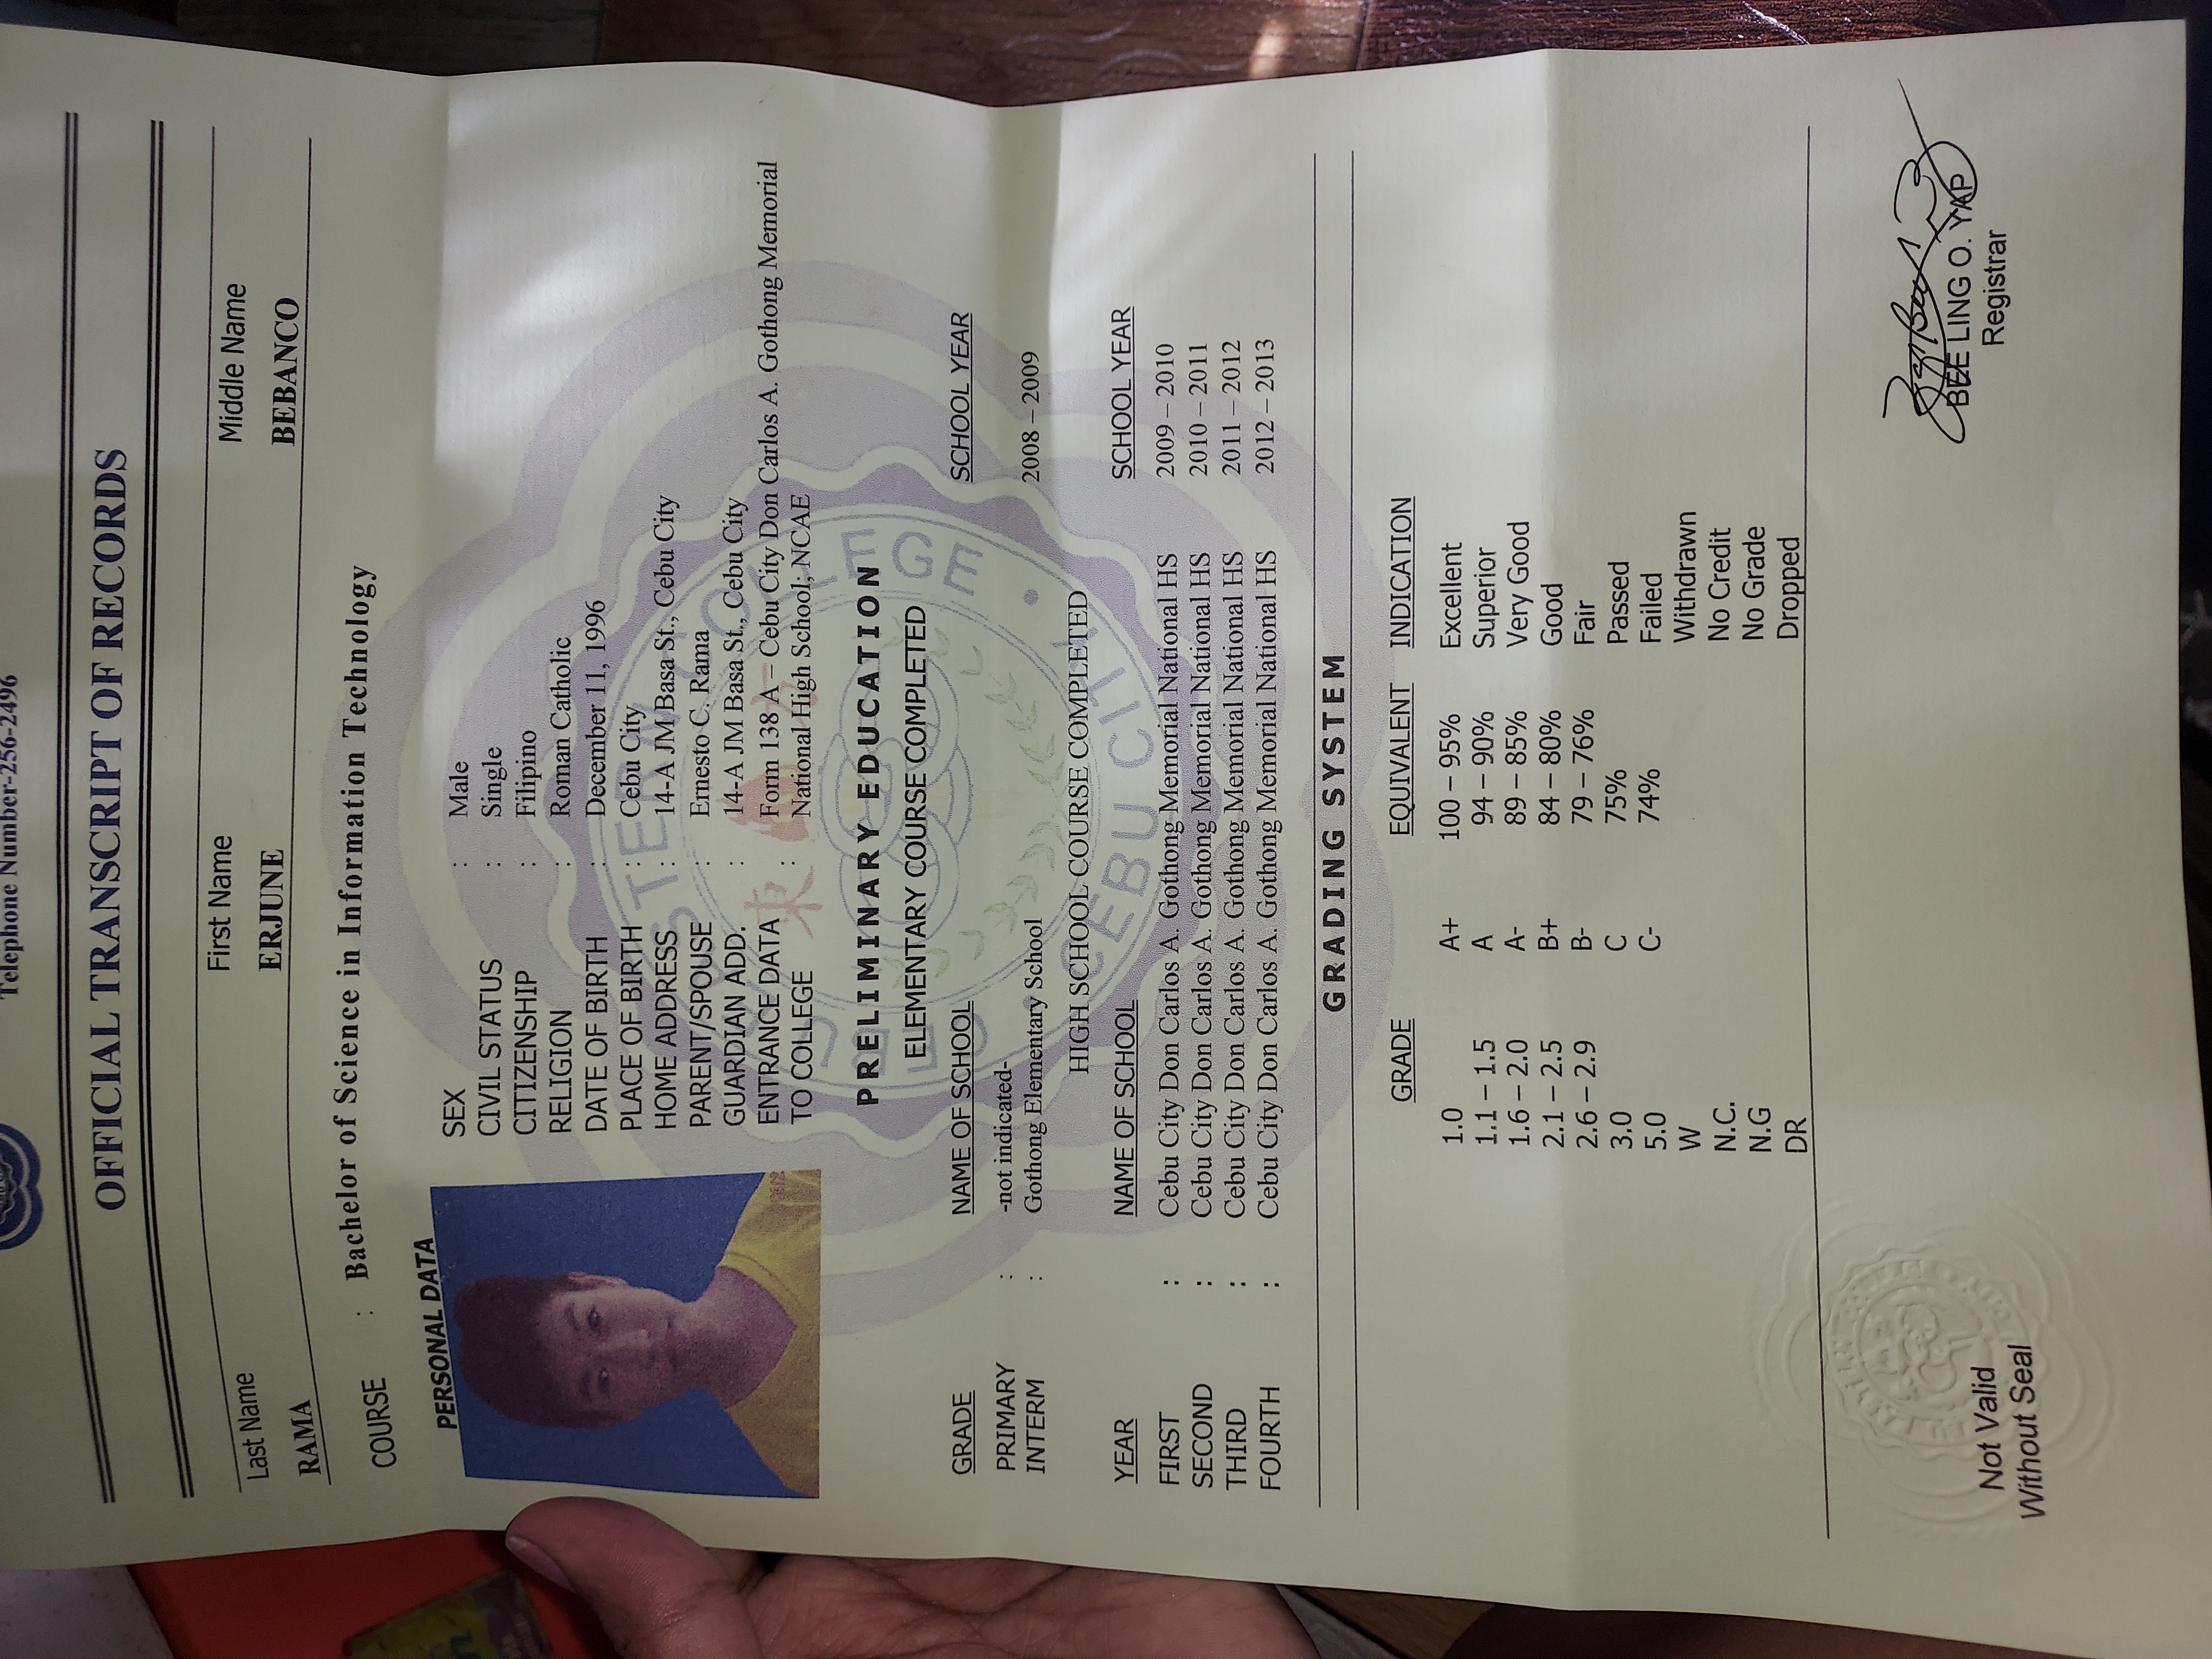 Telephone Number-256-2496
OFFICIAL TRANSCRIPT OF RECORDS
Last Name First Name Middle Name
RAMA ERJUNE BEBANCO
COURSE : Bachelor of Science in Information Technology
PERSONAL DATA
SEX : Male
CIVIL STATUS : Single
CITIZENSHIP : Filipino
RELIGION : Roman Catholic
DATE OF BIRTH : December 11, 1996
PLACE OF BIRTH : Cebu City
HOME ADDRESS : 14-A JM Basa St., Cebu City
PARENT/SPOUSE : Ernesto C. Rama
GUARDIAN ADD. : 14-A JM Basa St., Cebu City
ENTRANCE DATA Form 138 A – Cebu City Don Carlos A. Gothong Memorial
TO COLLEGE : National High School; NCAE
PRELIMINARY EDUCATION
ELEMENTARY COURSE COMPLETED
GRADE NAME OF SCHOOL SCHOOL YEAR
PRIMARY : -not indicated-
INTERM : Gothong Elementary School 2008 – 2009
HIGH SCHOOL COURSE COMPLETED
YEAR NAME OF SCHOOL SCHOOL YEAR
FIRST : Cebu City Don Carlos A. Gothong Memorial National HS 2009 – 2010
SECOND : Cebu City Don Carlos A. Gothong Memorial National HS 2010 – 2011
THIRD : Cebu City Don Carlos A. Gothong Memorial National HS 2011 – 2012
FOURTH : Cebu City Don Carlos A. Gothong Memorial National HS 2012 – 2013
GRADING SYSTEM
GRADE EQUIVALENT INDICATION
1.0 A+ 100 – 95% Excellent
1.1 – 1.5 A 94 – 90% Superior
1.6 – 2.0 A- 89 – 85% Very Good
2.1 – 2.5 B+ 84 – 80% Good
2.6 – 2.9 B- 79 – 76% Fair
3.0 C 75% Passed
5.0 C- 74% Failed
W Withdrawn
N.C. No Credit
N.G No Grade
DR Dropped
Not Valid
Without Seal
BEE LING O. YAP
Registrar